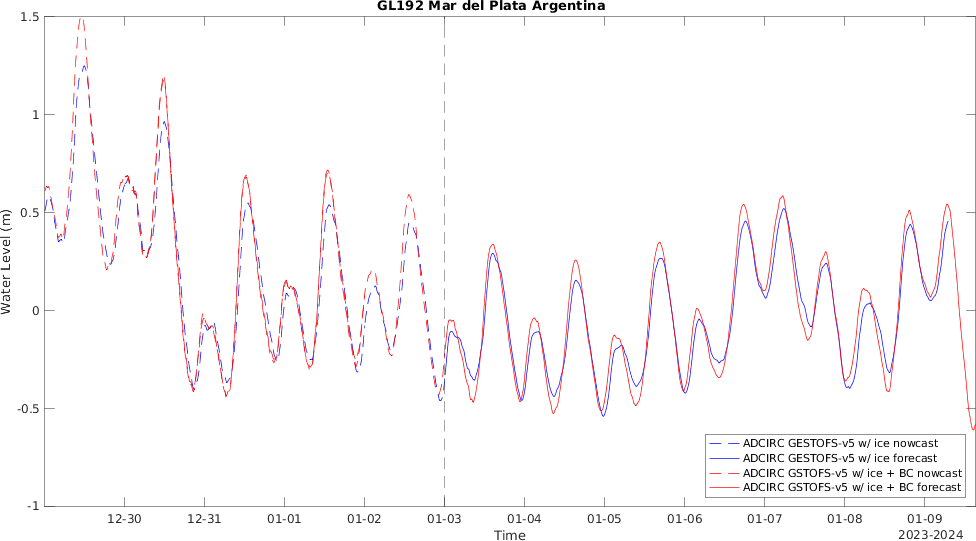 GL192 Mar del Plata Argentina
1.5
1
0.5
0
-0.5
-1
Water Level (m)
12-30
12-31
01-01
01-02
01-03
01-04
01-05
01-06
01-07
01-08
01-09
Time
2023-2024
ADCIRC GESTOFS-v5 w/ ice nowcast
ADCIRC GESTOFS-v5 w/ ice forecast
ADCIRC GSTOFS-v5 w/ ice + BC nowcast
ADCIRC GSTOFS-v5 w/ ice + BC forecast